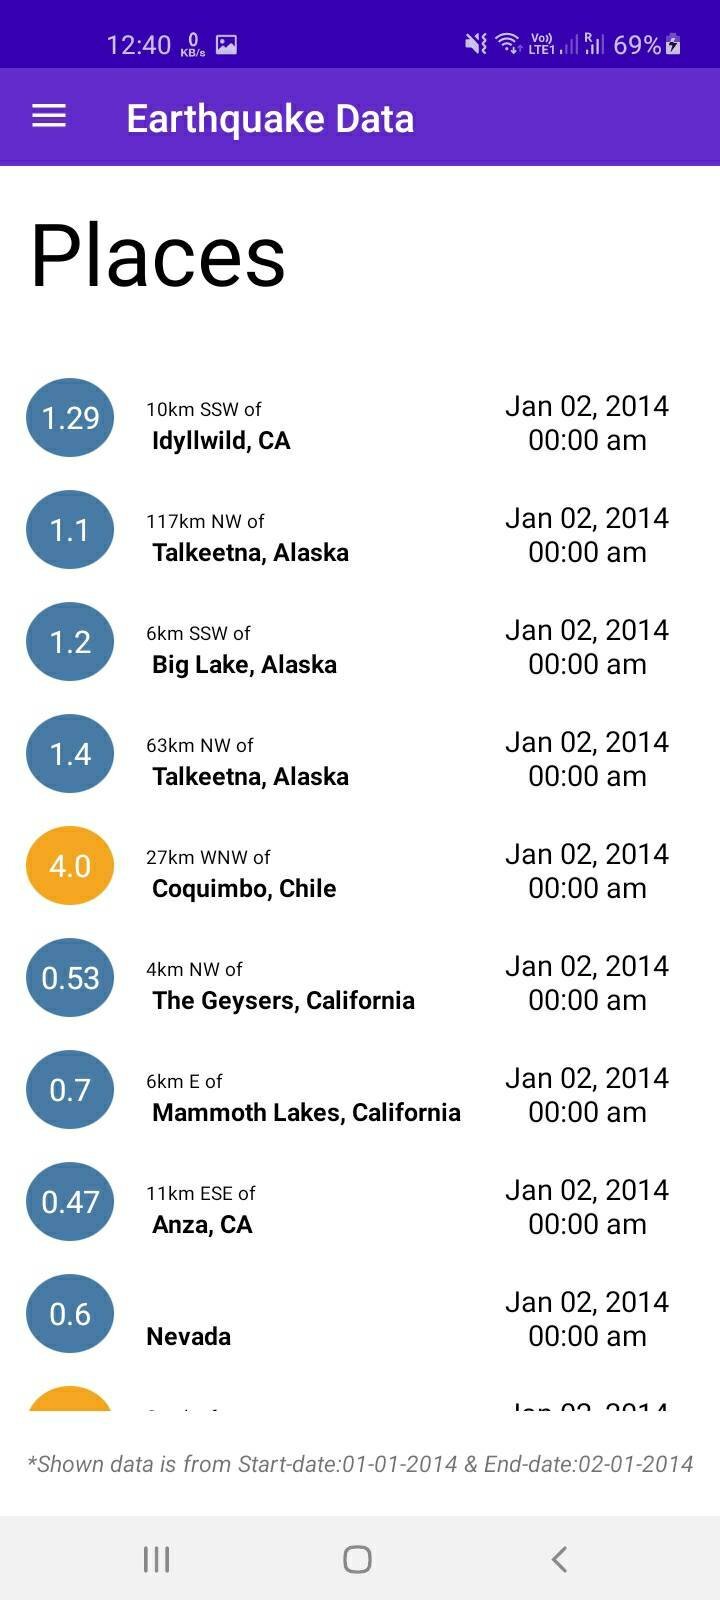 12:40 0 KB/s Vo)) LTE1 R 69%
Earthquake Data
Places
1.29 10km SSW of Jan 02, 2014
Idyllwild, CA 00:00 am
1.1 117km NW of Jan 02, 2014
Talkeetna, Alaska 00:00 am
1.2 6km SSW of Jan 02, 2014
Big Lake, Alaska 00:00 am
1.4 63km NW of Jan 02, 2014
Talkeetna, Alaska 00:00 am
4.0 27km WNW of Jan 02, 2014
Coquimbo, Chile 00:00 am
0.53 4km NW of Jan 02, 2014
The Geysers, California 00:00 am
0.7 6km E of Jan 02, 2014
Mammoth Lakes, California 00:00 am
0.47 11km ESE of Jan 02, 2014
Anza, CA 00:00 am
0.6 Jan 02, 2014
Nevada 00:00 am
Jan 02, 2014
*Shown data is from Start-date:01-01-2014 & End-date:02-01-2014